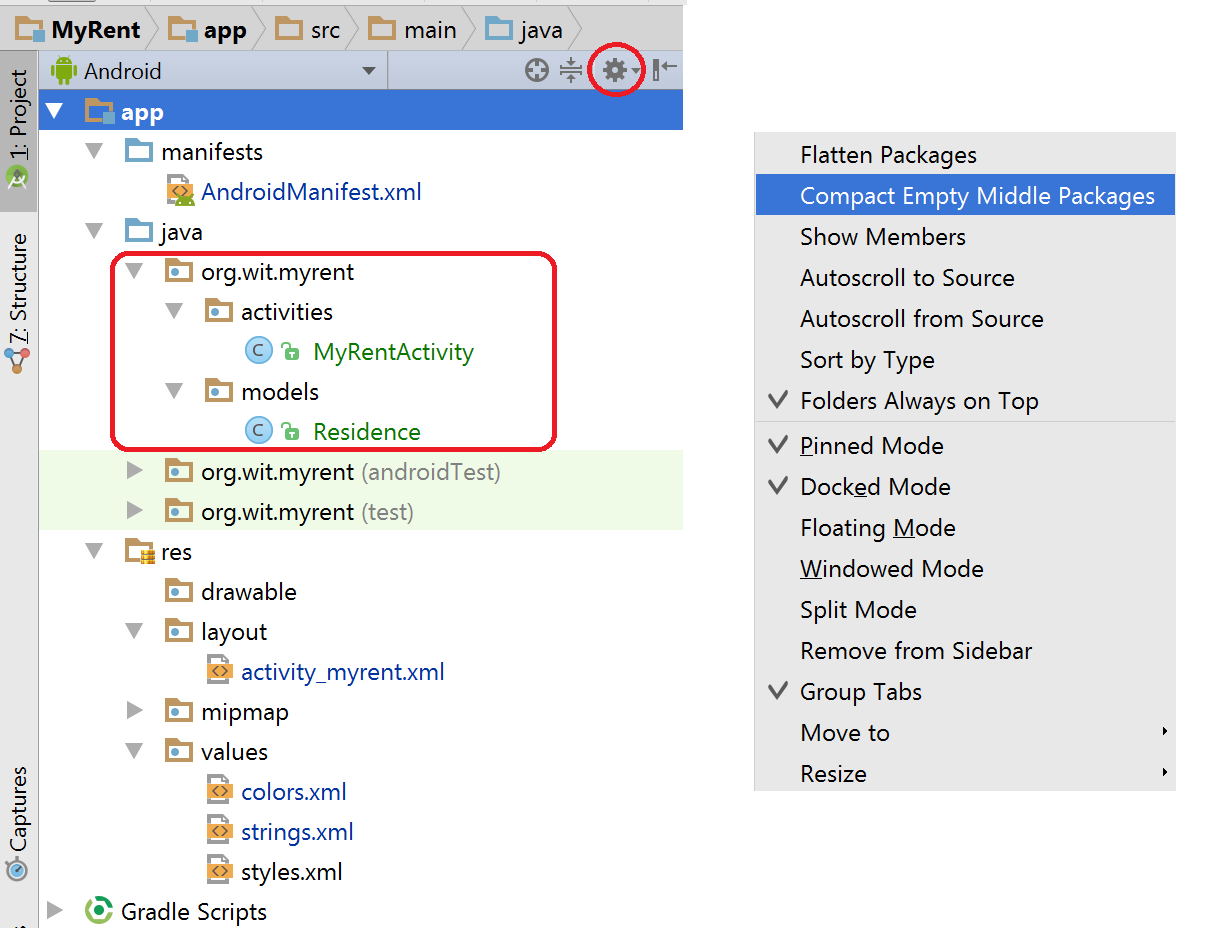 MyRent app src main java
Android
1: Project
7: Structure
Captures
app
manifests
AndroidManifest.xml
java
org.wit.myrent
activities
C MyRentActivity
models
C Residence
org.wit.myrent (androidTest)
org.wit.myrent (test)
res
drawable
layout
activity_myrent.xml
mipmap
values
colors.xml
strings.xml
styles.xml
Gradle Scripts
Flatten Packages
Compact Empty Middle Packages
Show Members
Autoscroll to Source
Autoscroll from Source
Sort by Type
Folders Always on Top
Pinned Mode
Docked Mode
Floating Mode
Windowed Mode
Split Mode
Remove from Sidebar
Group Tabs
Move to
Resize